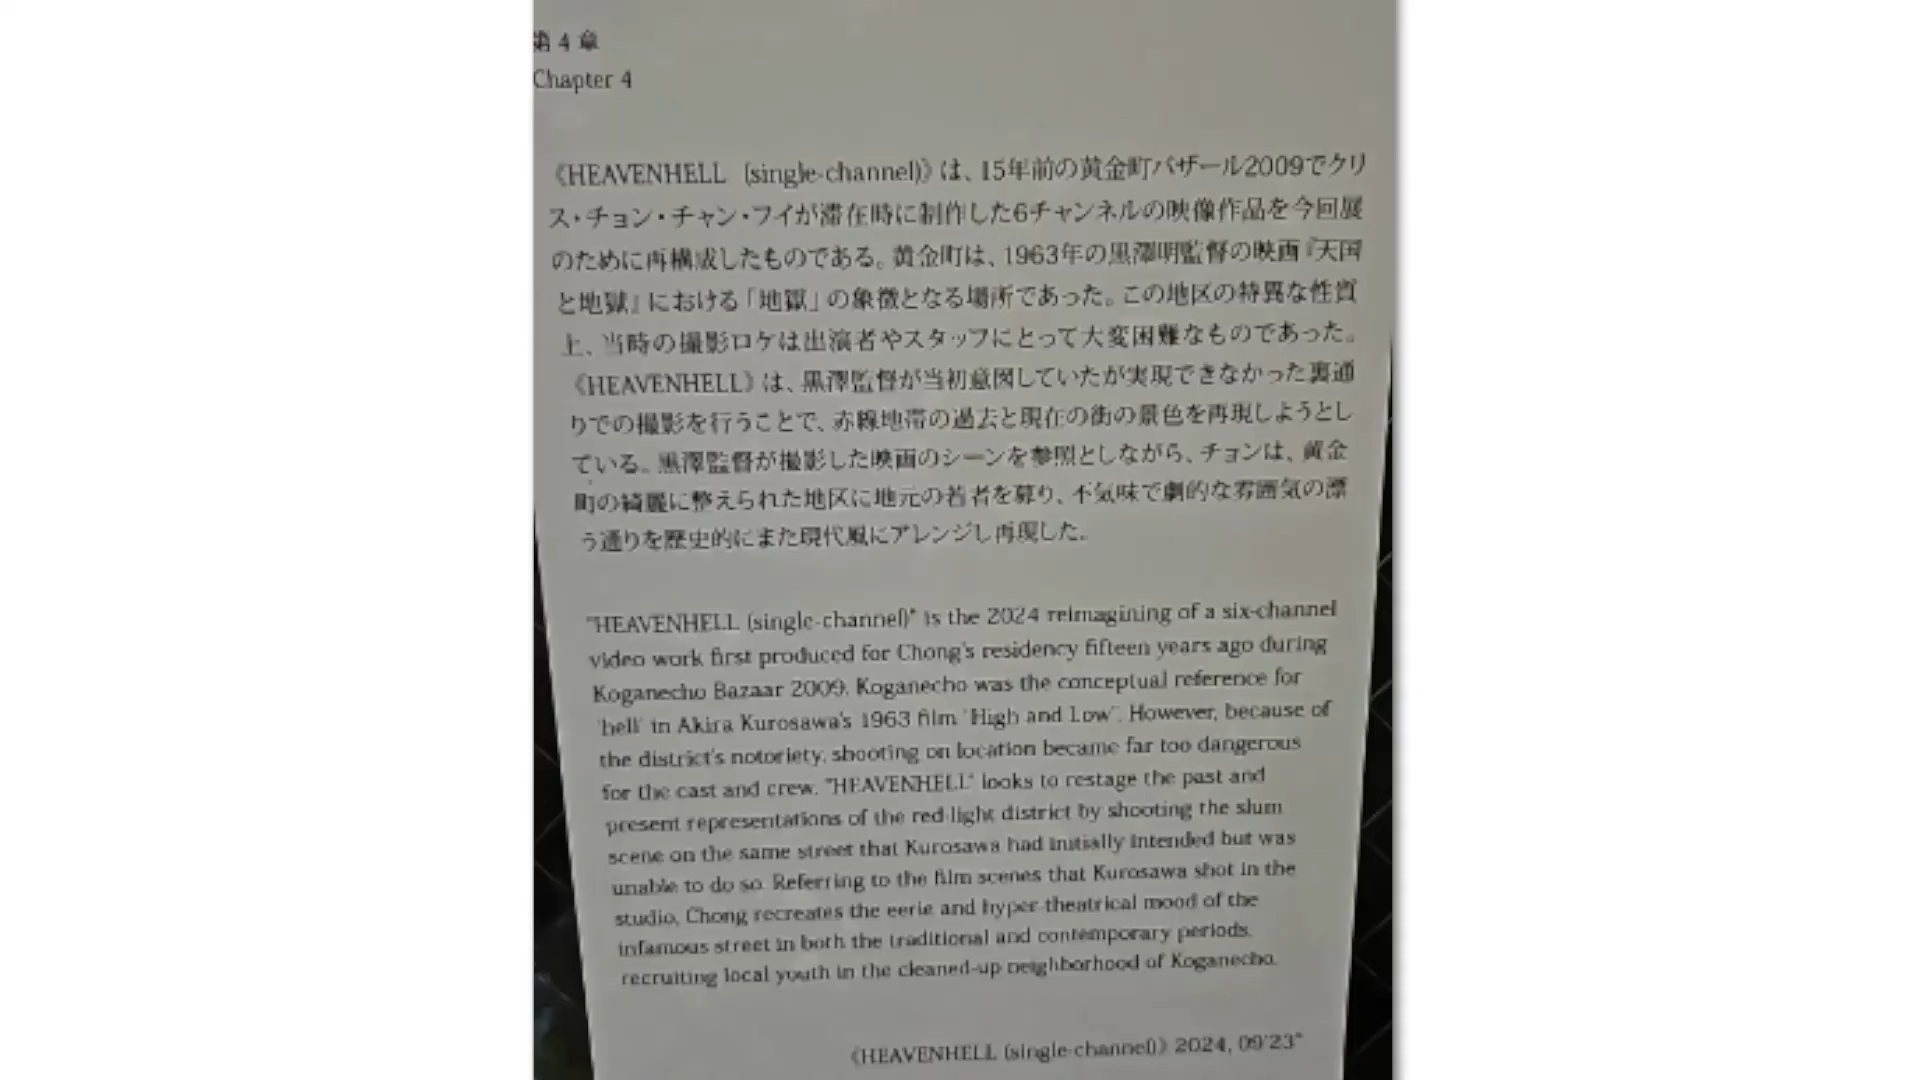 第4章
Chapter 4
《HEAVENHELL (single-channel)》は、15年前の黄金町バザール2009でクリ
ス・チョン・チャン・フイが滞在時に制作した6チャンネルの映像作品を今回展
のために再構成したものである。黄金町は、1963年の黒澤明監督の映画『天国
と地獄』における「地獄」の象徴となる場所であった。この地区の特異な性質
上、当時の撮影ロケは出演者やスタッフにとって大変困難なものであった。
《HEAVENHELL》は、黒澤監督が当初意図していたが実現できなかった裏通
りでの撮影を行うことで、赤線地帯の過去と現在の街の景色を再現しようとし
ている。黒澤監督が撮影した映画のシーンを参照としながら、チョンは、黄金
町の綺麗に整えられた地区に地元の若者を募り、不気味で劇的な雰囲気の漂
う通りを歴史的にまた現代風にアレンジし再現した。
"HEAVENHELL (single-channel)" is the 2024 reimagining of a six-channel
video work first produced for Chong's residency fifteen years ago during
Koganecho Bazaar 2009. Koganecho was the conceptual reference for
'hell' in Akira Kurosawa's 1963 film "High and Low". However, because of
the district's notoriety, shooting on location became far too dangerous
for the cast and crew. "HEAVENHELL" looks to restage the past and
present representations of the red-light district by shooting the slum
scene on the same street that Kurosawa had initially intended but was
unable to do so. Referring to the film scenes that Kurosawa shot in the
studio, Chong recreates the eerie and hyper-theatrical mood of the
infamous street in both the traditional and contemporary periods,
recruiting local youth in the cleaned-up neighborhood of Koganecho.
《HEAVENHELL (single-channel)》 2024, 09'23"